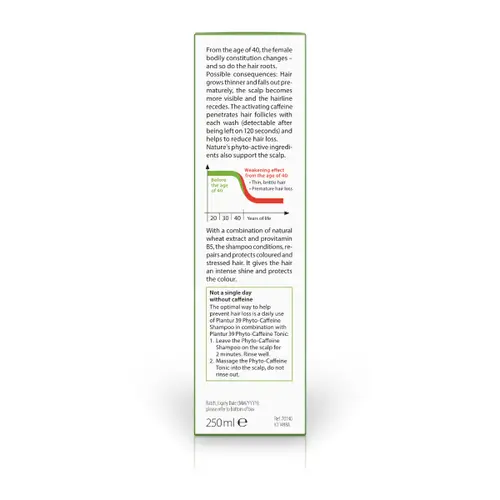 From the age of 40, the female
bodily constitution changes –
and so do the hair roots.
Possible consequences: Hair
grows thinner and falls out pre-
maturely, the scalp becomes
more visible and the hairline
recedes. The activating caffeine
penetrates hair follicles with
each wash (detectable after
being left on 120 seconds) and
helps to reduce hair loss.
Nature's phyto-active ingredi-
ents also support the scalp.
Weakening effect
from the age of 40
• Thin, brittle hair
• Premature hair loss
Before
the age
of 40
20 30 40 Years of life
With a combination of natural
wheat extract and provitamin
B5, the shampoo conditions, re-
pairs and protects coloured and
stressed hair. It gives the hair
an intense shine and protects
the colour.
Not a single day
without caffeine
The optimal way to help
prevent hair loss is a daily use
of Plantur 39 Phyto-Caffeine
Shampoo in combination with
Plantur 39 Phyto-Caffeine Tonic:
1. Leave the Phyto-Caffeine
Shampoo on the scalp for
2 minutes. Rinse well.
2. Massage the Phyto-Caffeine
Tonic into the scalp, do not
rinse out.
please refer to bottom of box
250ml ℮